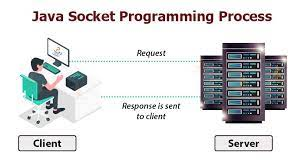 Java Socket Programming Process
Request
Response is sent
to client
Client
Server